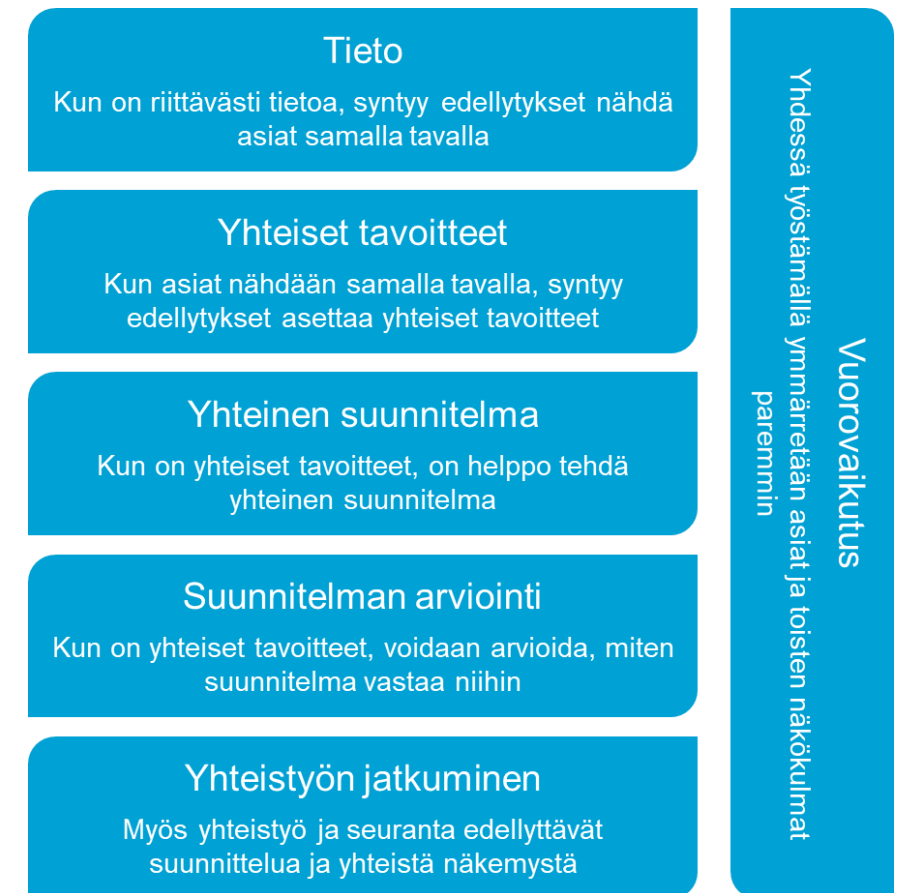 Tieto
Kun on riittävästi tietoa, syntyy edellytykset nähdä
asiat samalla tavalla
Yhteiset tavoitteet
Kun asiat nähdään samalla tavalla, syntyy
edellytykset asettaa yhteiset tavoitteet
Yhteinen suunnitelma
Kun on yhteiset tavoitteet, on helppo tehdä
yhteinen suunnitelma
Suunnitelman arviointi
Kun on yhteiset tavoitteet, voidaan arvioida, miten
suunnitelma vastaa niihin
Yhteistyön jatkuminen
Myös yhteistyö ja seuranta edellyttävät
suunnittelua ja yhteistä näkemystä
Vuorovaikutus
Yhdessä työstämällä ymmärretään asiat ja toisten näkökulmat
paremmin